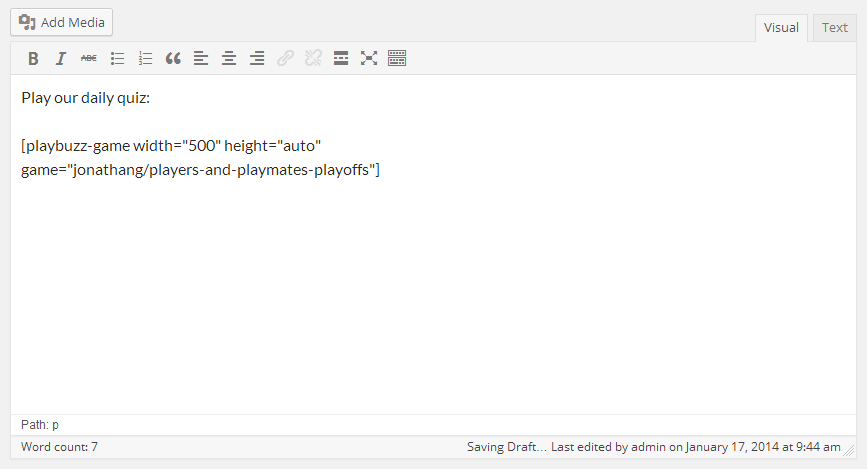 Add Media
Visual Text
B I ABC
Play our daily quiz:
[playbuzz-game width="500" height="auto"
game="jonathang/players-and-playmates-playoffs"]
Path: p
Word count: 7 Saving Draft... Last edited by admin on January 17, 2014 at 9:44 am